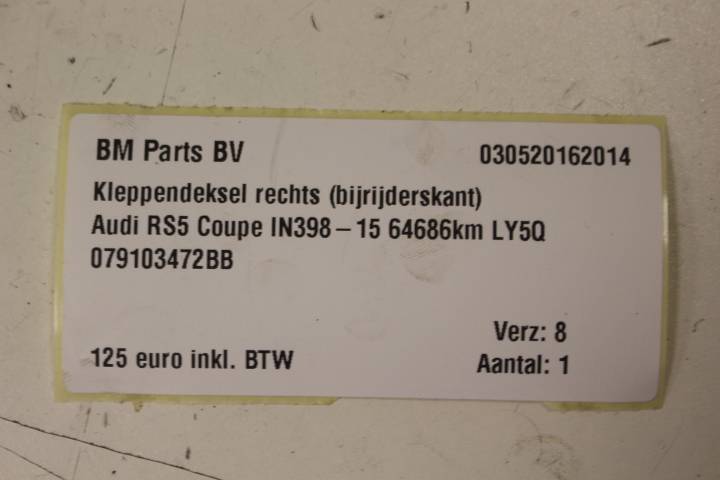 BM Parts BV 030520162014
Kleppendeksel rechts (bijrijderskant)
Audi RS5 Coupe IN398-15 64686km LY5Q
079103472BB
Verz: 8
125 euro inkl. BTW Aantal: 1